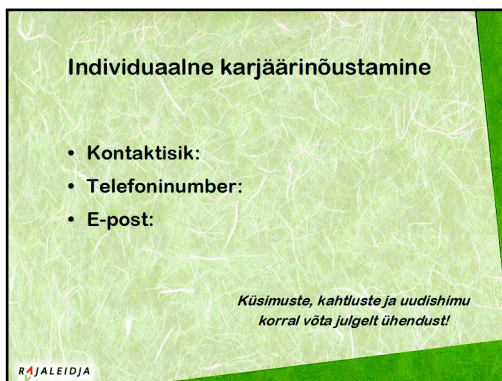 Individuaalne karjäärinõustamine
• Kontaktisik:
• Telefoninumber:
• E-post:
Küsimuste, kahtluste ja uudishimu
korral võta julgelt ühendust!
RAJALEIDJA